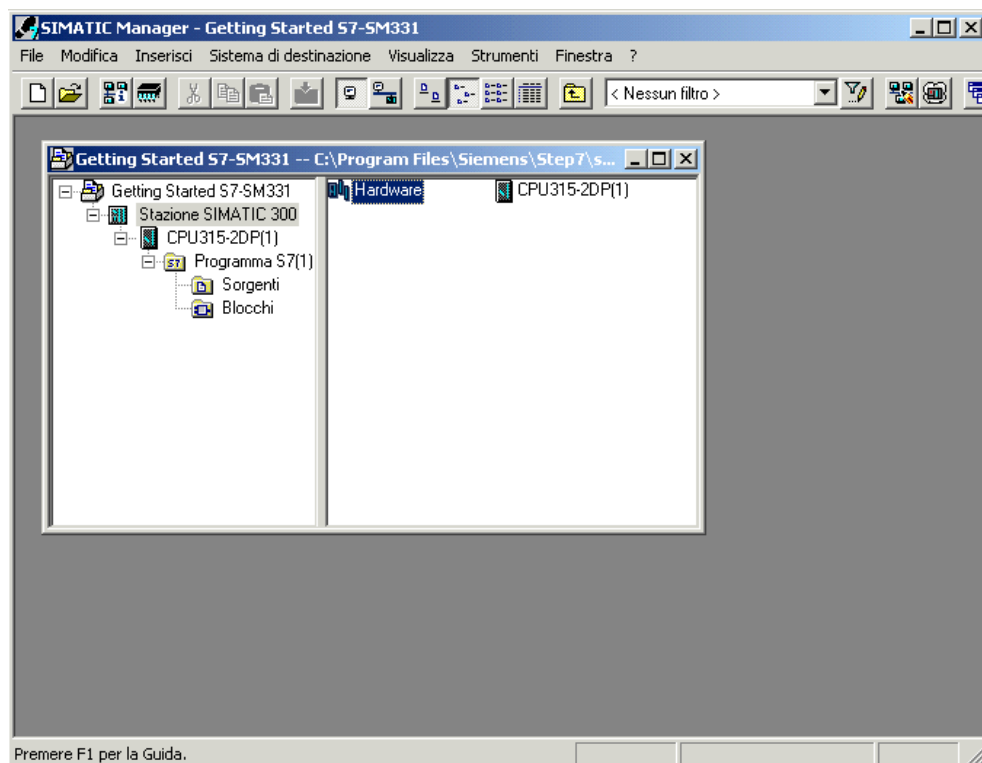 SIMATIC Manager - Getting Started S7-SM331
File Modifica Inserisci Sistema di destinazione Visualizza Strumenti Finestra ?
< Nessun filtro >
Getting Started S7-SM331 -- C:\Program Files\Siemens\Step7\s...
Getting Started S7-SM331
Stazione SIMATIC 300
CPU315-2DP(1)
Programma S7(1)
Sorgenti
Blocchi
Hardware
CPU315-2DP(1)
Premere F1 per la Guida.